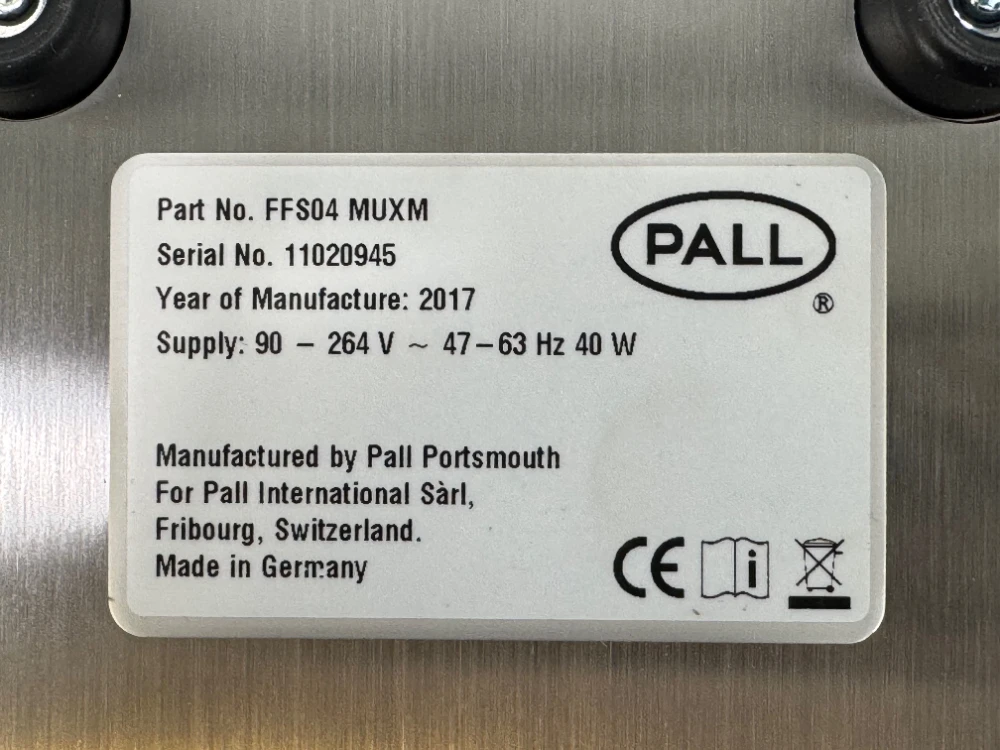 Part No. FFS04 MUXM
Serial No. 11020945
Year of Manufacture: 2017
Supply: 90 – 264 V ~ 47–63 Hz 40 W
PALL
®
Manufactured by Pall Portsmouth
For Pall International Sàrl,
Fribourg, Switzerland.
Made in Germany
CE
i